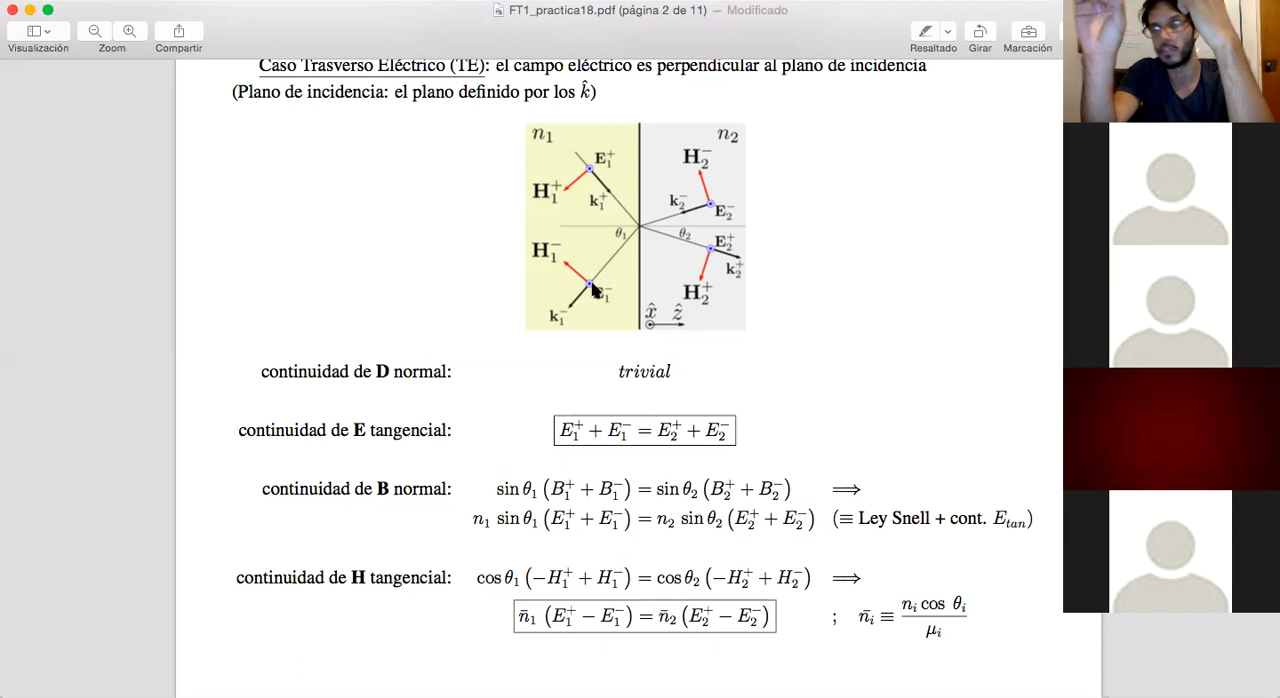 FT1_practica18.pdf (página 2 de 11) — Modificado
Visualización
Zoom
Compartir
Resaltado
Girar
Marcación
Caso Trasverso Eléctrico (TE): el campo eléctrico es perpendicular al plano de incidencia
(Plano de incidencia: el plano definido por los k̂)
n₁ n₂
E₁⁺ H₂⁻
H₁⁺ k₁⁺ k₂⁻ E₂⁻
θ₁ θ₂ E₂⁺
H₁⁻ k₂⁺
H₂⁺
k₁⁻ x̂ ẑ
continuidad de D normal: trivial
continuidad de E tangencial: E₁⁺ + E₁⁻ = E₂⁺ + E₂⁻
continuidad de B normal: sin θ₁ (B₁⁺ + B₁⁻) = sin θ₂ (B₂⁺ + B₂⁻) ⟹
n₁ sin θ₁ (E₁⁺ + E₁⁻) = n₂ sin θ₂ (E₂⁺ + E₂⁻) (≡ Ley Snell + cont. Eₜₐₙ)
continuidad de H tangencial: cos θ₁ (−H₁⁺ + H₁⁻) = cos θ₂ (−H₂⁺ + H₂⁻) ⟹
n̄₁ (E₁⁺ − E₁⁻) = n̄₂ (E₂⁺ − E₂⁻) ; n̄ᵢ ≡ nᵢ cos θᵢ / μᵢ